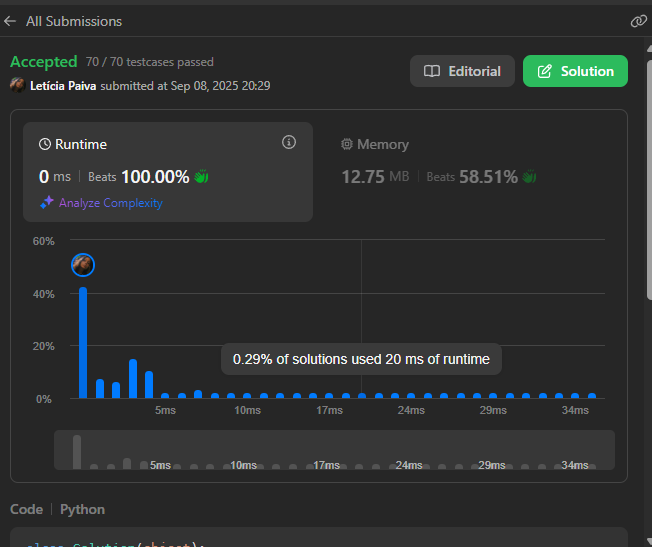 All Submissions
Accepted 70 / 70 testcases passed
Letícia Paiva submitted at Sep 08, 2025 20:29
Editorial
Solution
Runtime
0 ms | Beats 100.00%
Analyze Complexity
Memory
12.75 MB | Beats 58.51%
60%
40%
20%
0%
0.29% of solutions used 20 ms of runtime
5ms 10ms 17ms 24ms 29ms 34ms
5ms 10ms 17ms 24ms 29ms 34ms
Code | Python
class Solution(object):